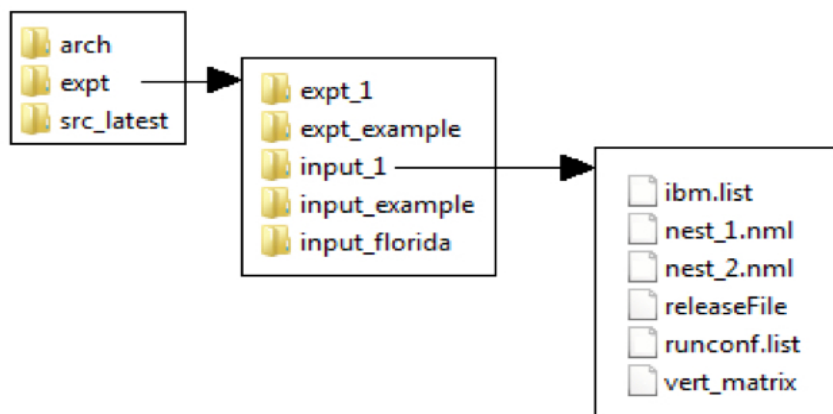 arch
expt
src_latest
expt_1
expt_example
input_1
input_example
input_florida
ibm.list
nest_1.nml
nest_2.nml
releaseFile
runconf.list
vert_matrix